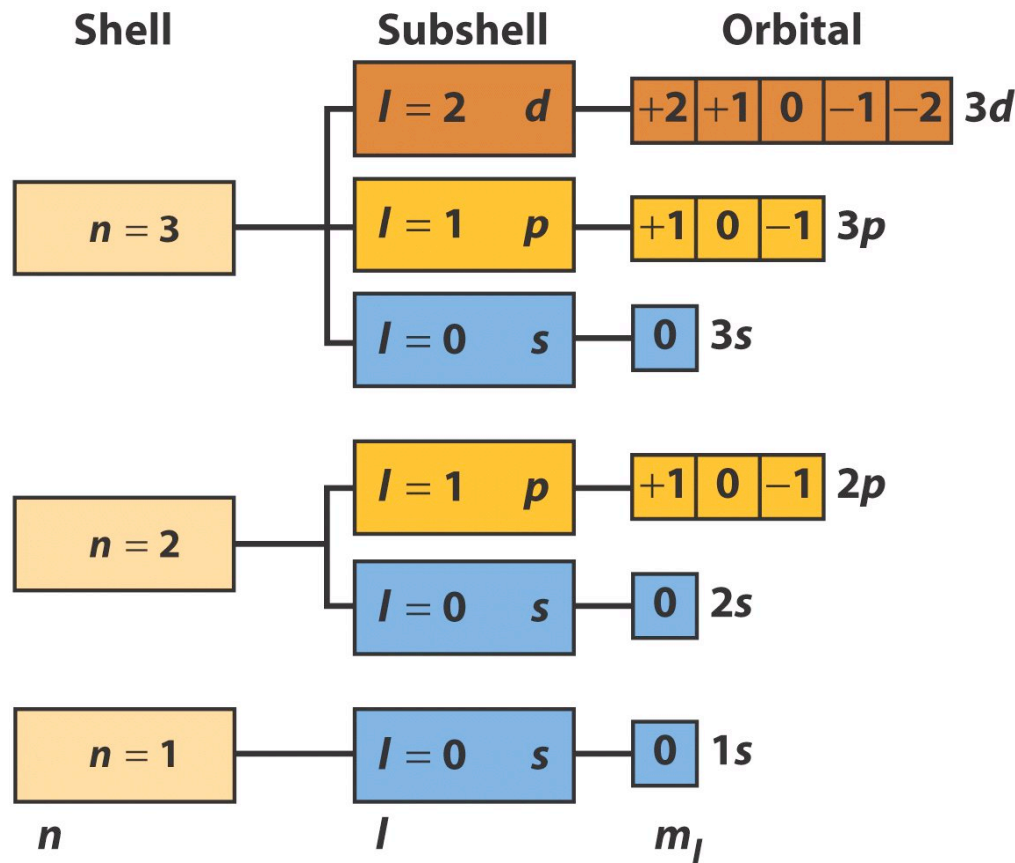 Shell Subshell Orbital
l = 2 d +2 +1 0 −1 −2 3d
n = 3 l = 1 p +1 0 −1 3p
l = 0 s 0 3s
l = 1 p +1 0 −1 2p
n = 2
l = 0 s 0 2s
n = 1 l = 0 s 0 1s
n l ml